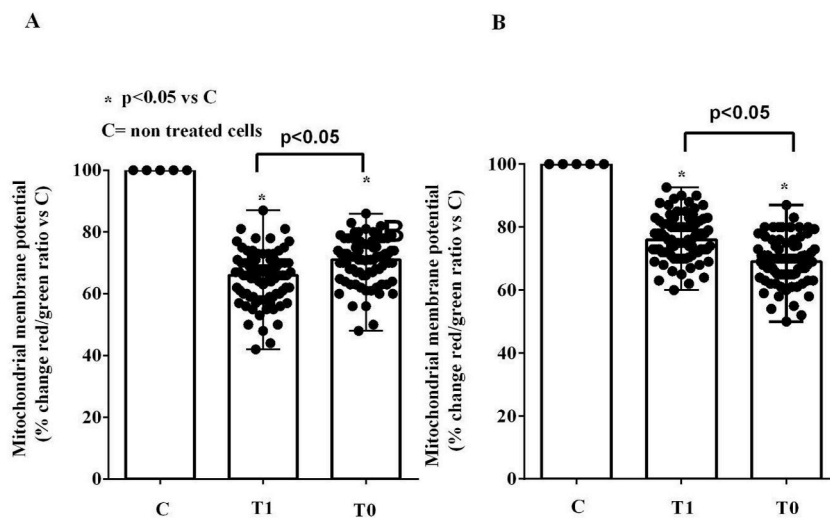 A
* p<0.05 vs C
C= non treated cells
p<0.05
Mitochondrial membrane potential
(% change red/green ratio vs C)
100
80
60
40
20
0
*
*
B
C
T1
T0
B
p<0.05
Mitochondrial membrane potential
(% change red/green ratio vs C)
100
80
60
40
20
0
*
*
C
T1
T0